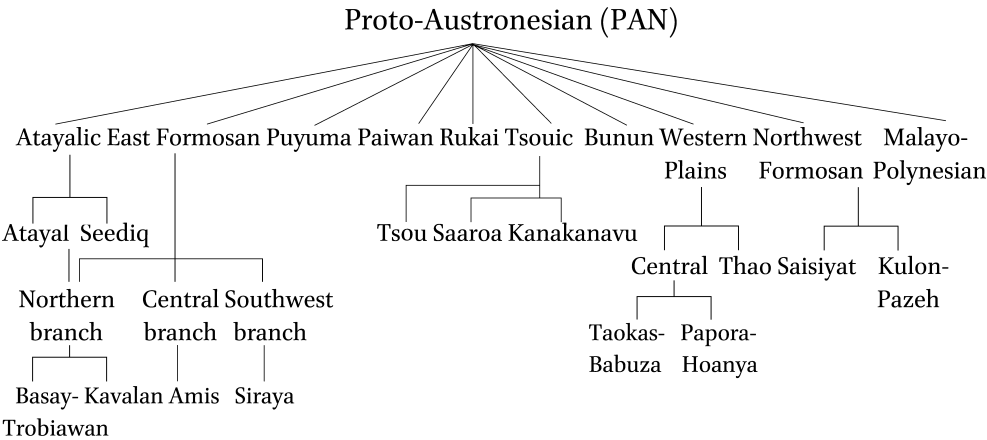 Proto-Austronesian (PAN)
Atayalic East Formosan Puyuma Paiwan Rukai Tsouic Bunun Western Northwest Malayo-
Plains Formosan Polynesian
Atayal Seediq Tsou Saaroa Kanakanavu
Central Thao Saisiyat Kulon-
Northern Central Southwest Pazeh
branch branch branch Taokas- Papora-
Babuza Hoanya
Basay- Kavalan Amis Siraya
Trobiawan